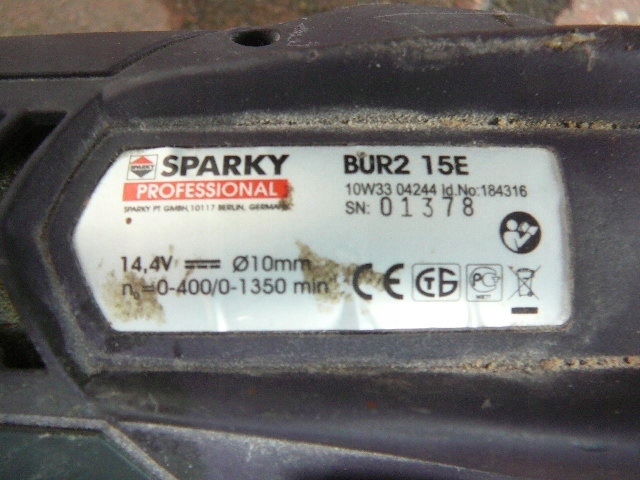 SPARKY
SPARKY
PROFESSIONAL
SPARKY PT GMBH, 10117 BERLIN, GERMANY
BUR2 15E
10W33 04244 Id.No:184316
SN: 01378
14,4V Ø10mm
n₀=0-400/0-1350 min
CE